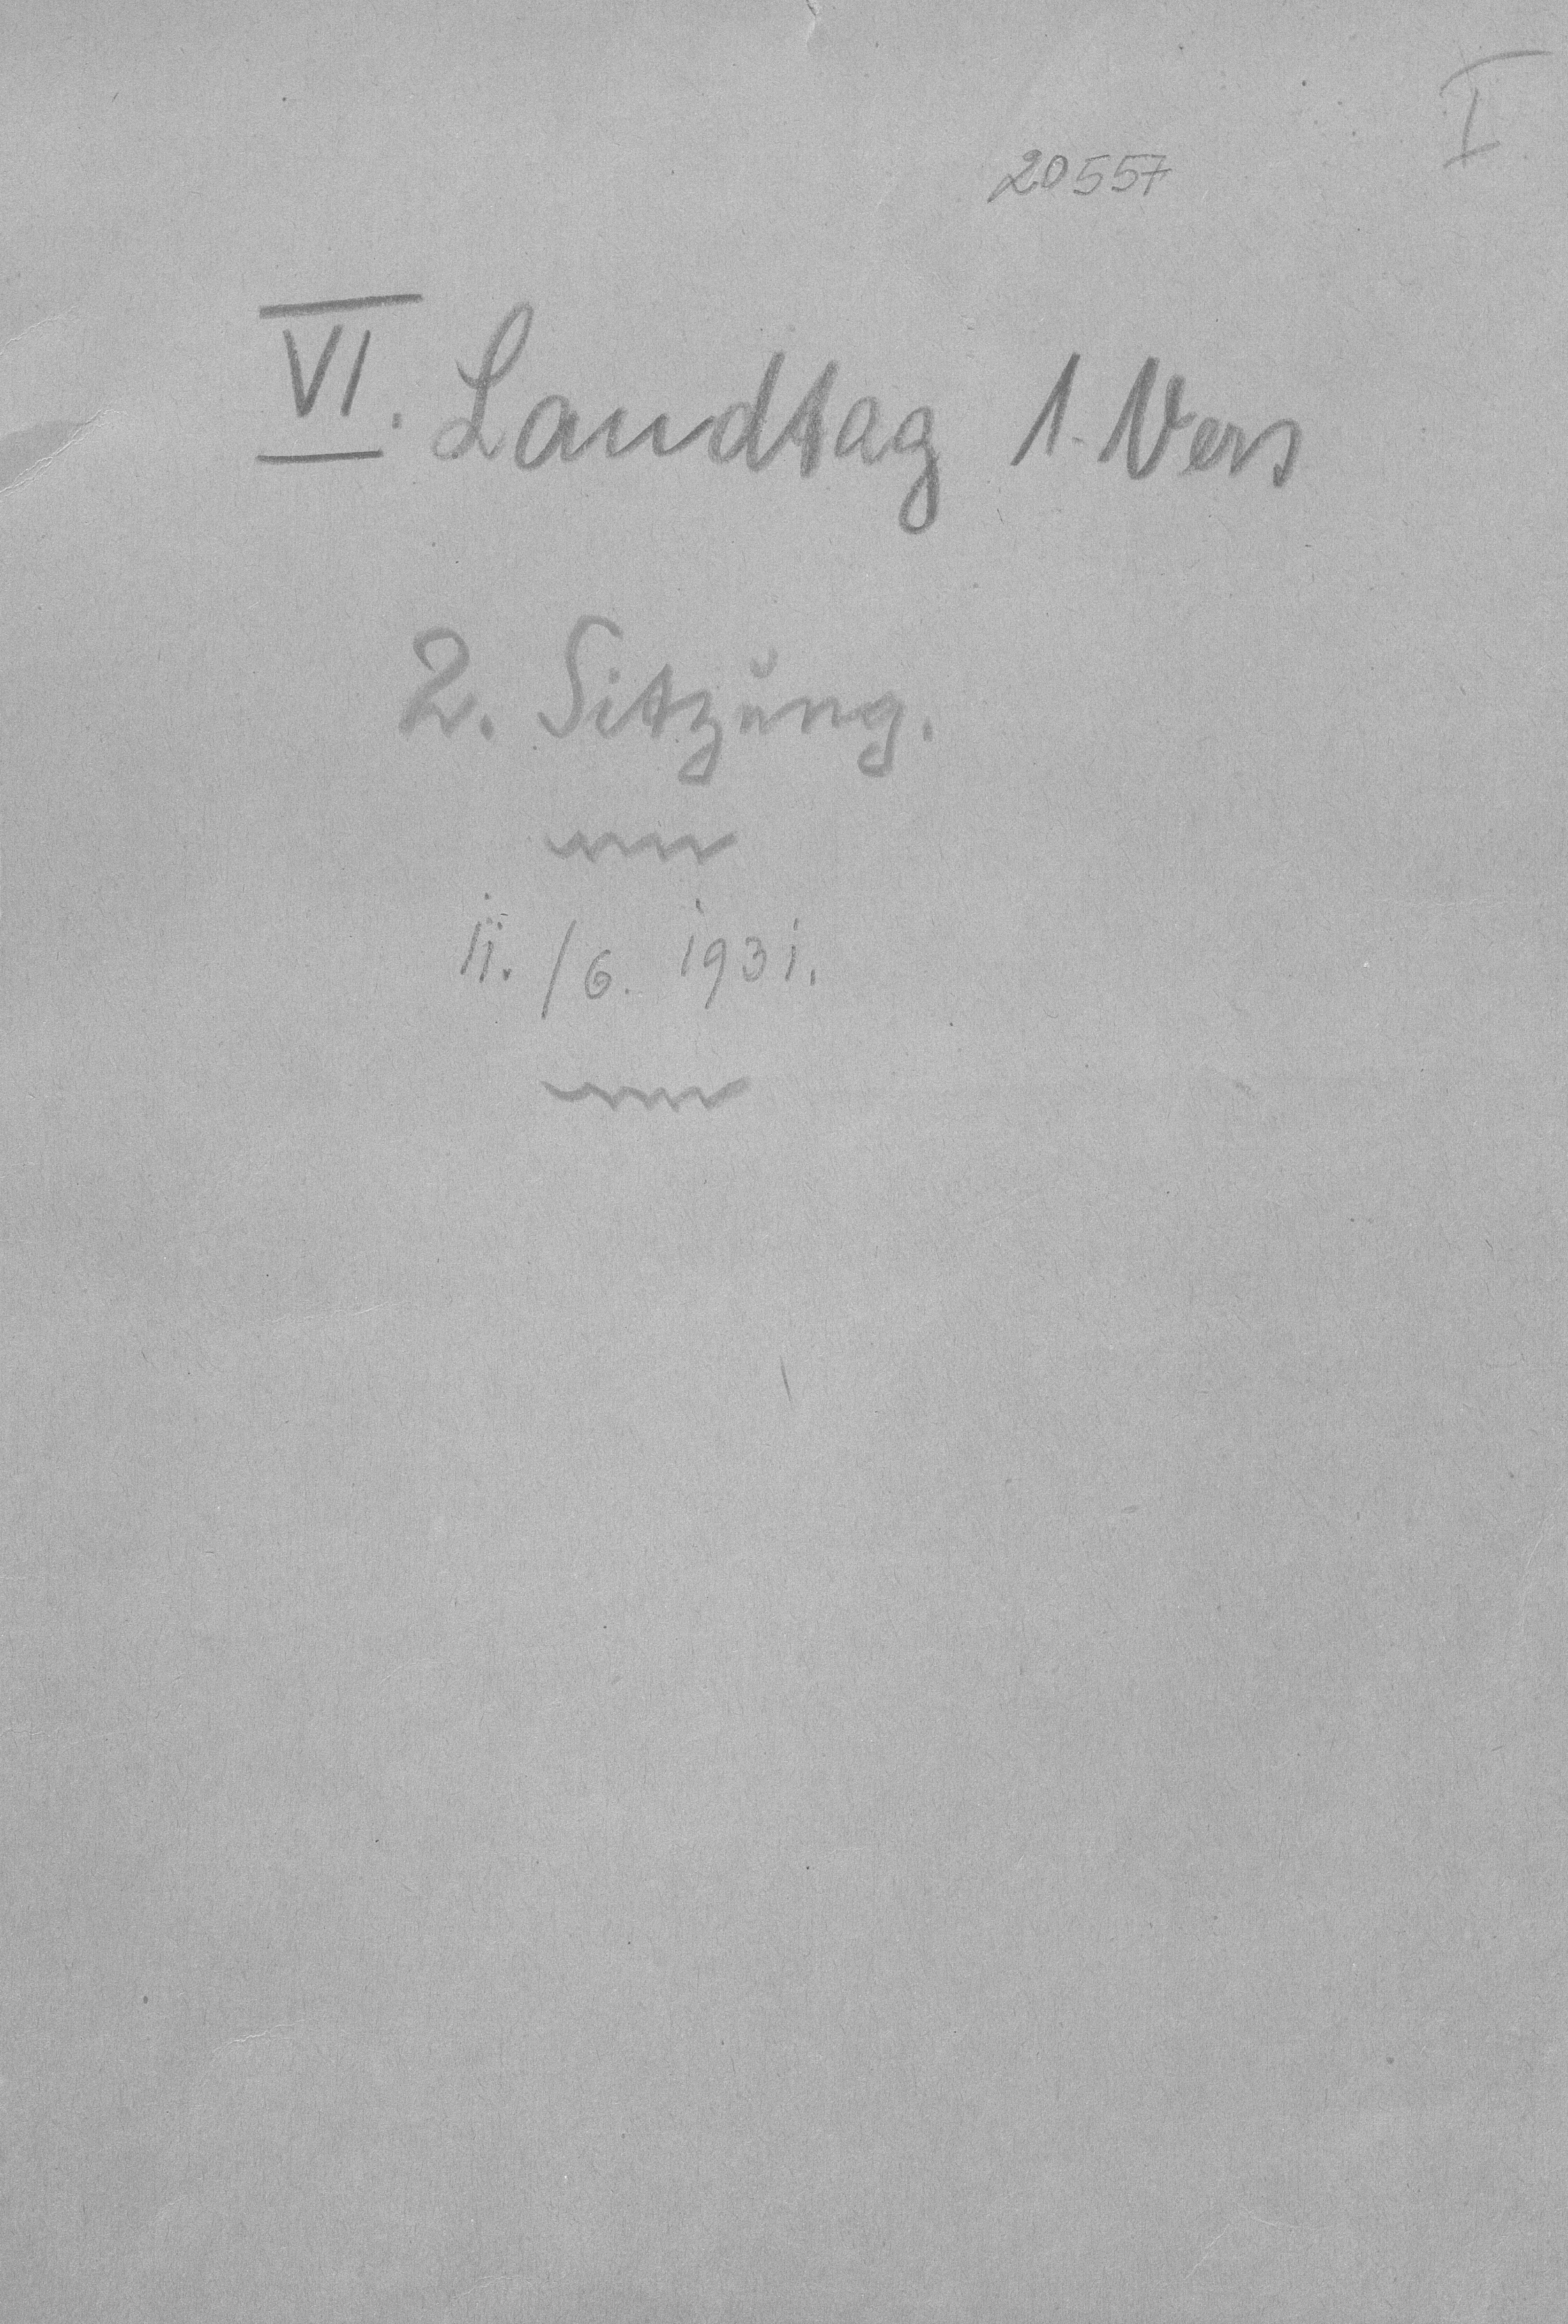 I
20557
VI. Landtag 1. Vers
2. Sitzung.
11. /6. 1931.